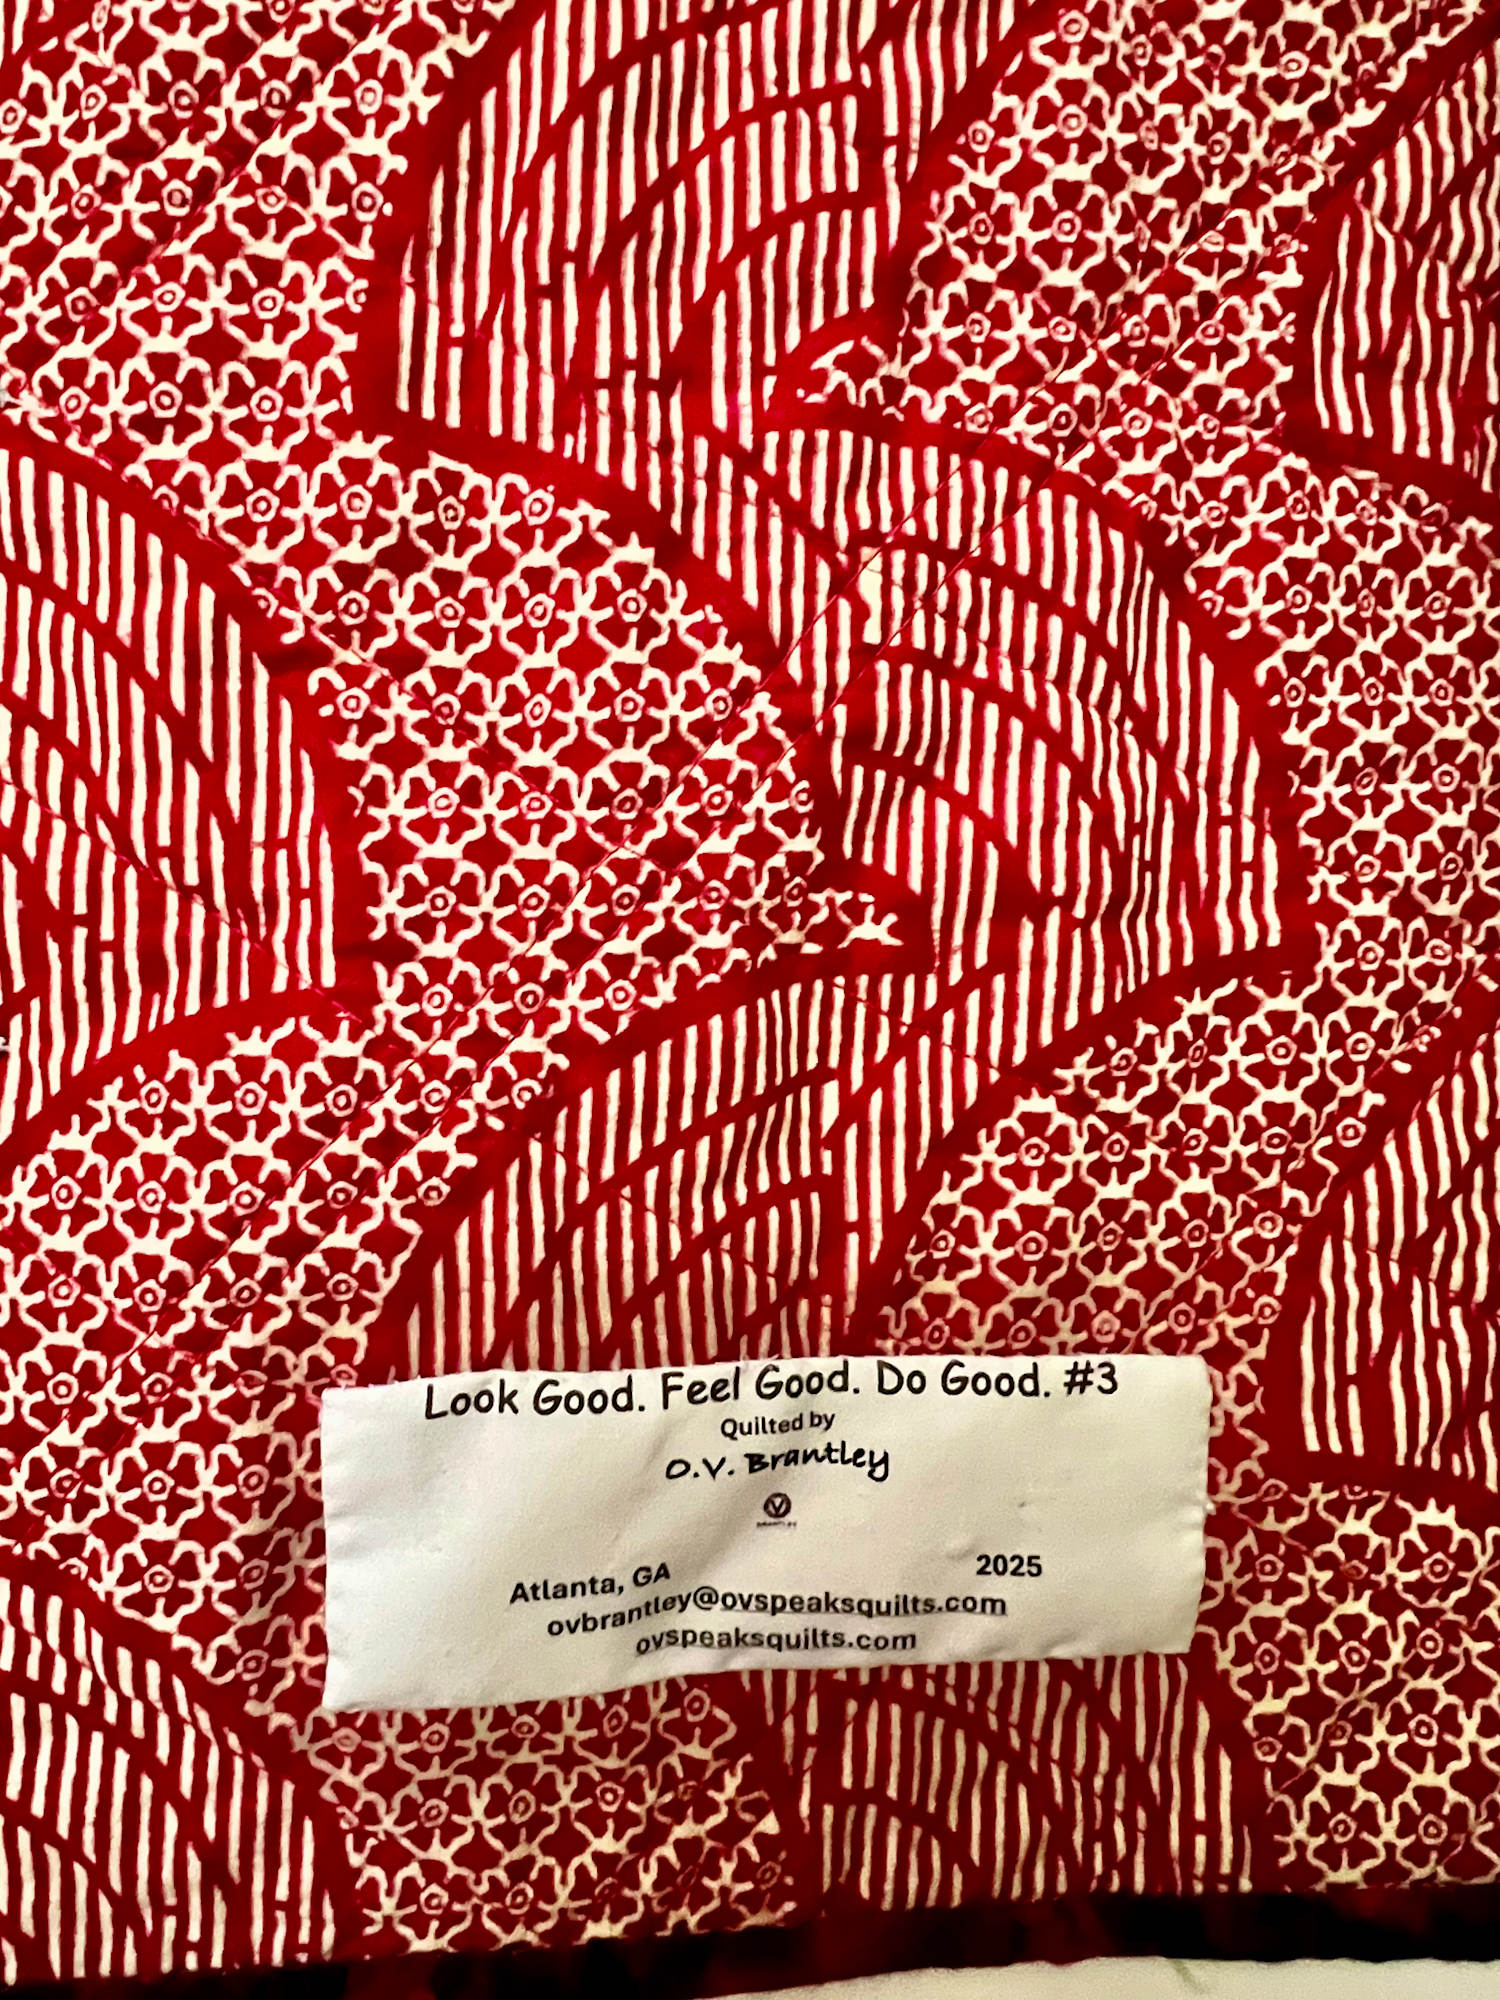 Look Good. Feel Good. Do Good. #3
Quilted by
O.V. Brantley
Atlanta, GA 2025
ovbrantley@ovspeaksquilts.com
ovspeaksquilts.com